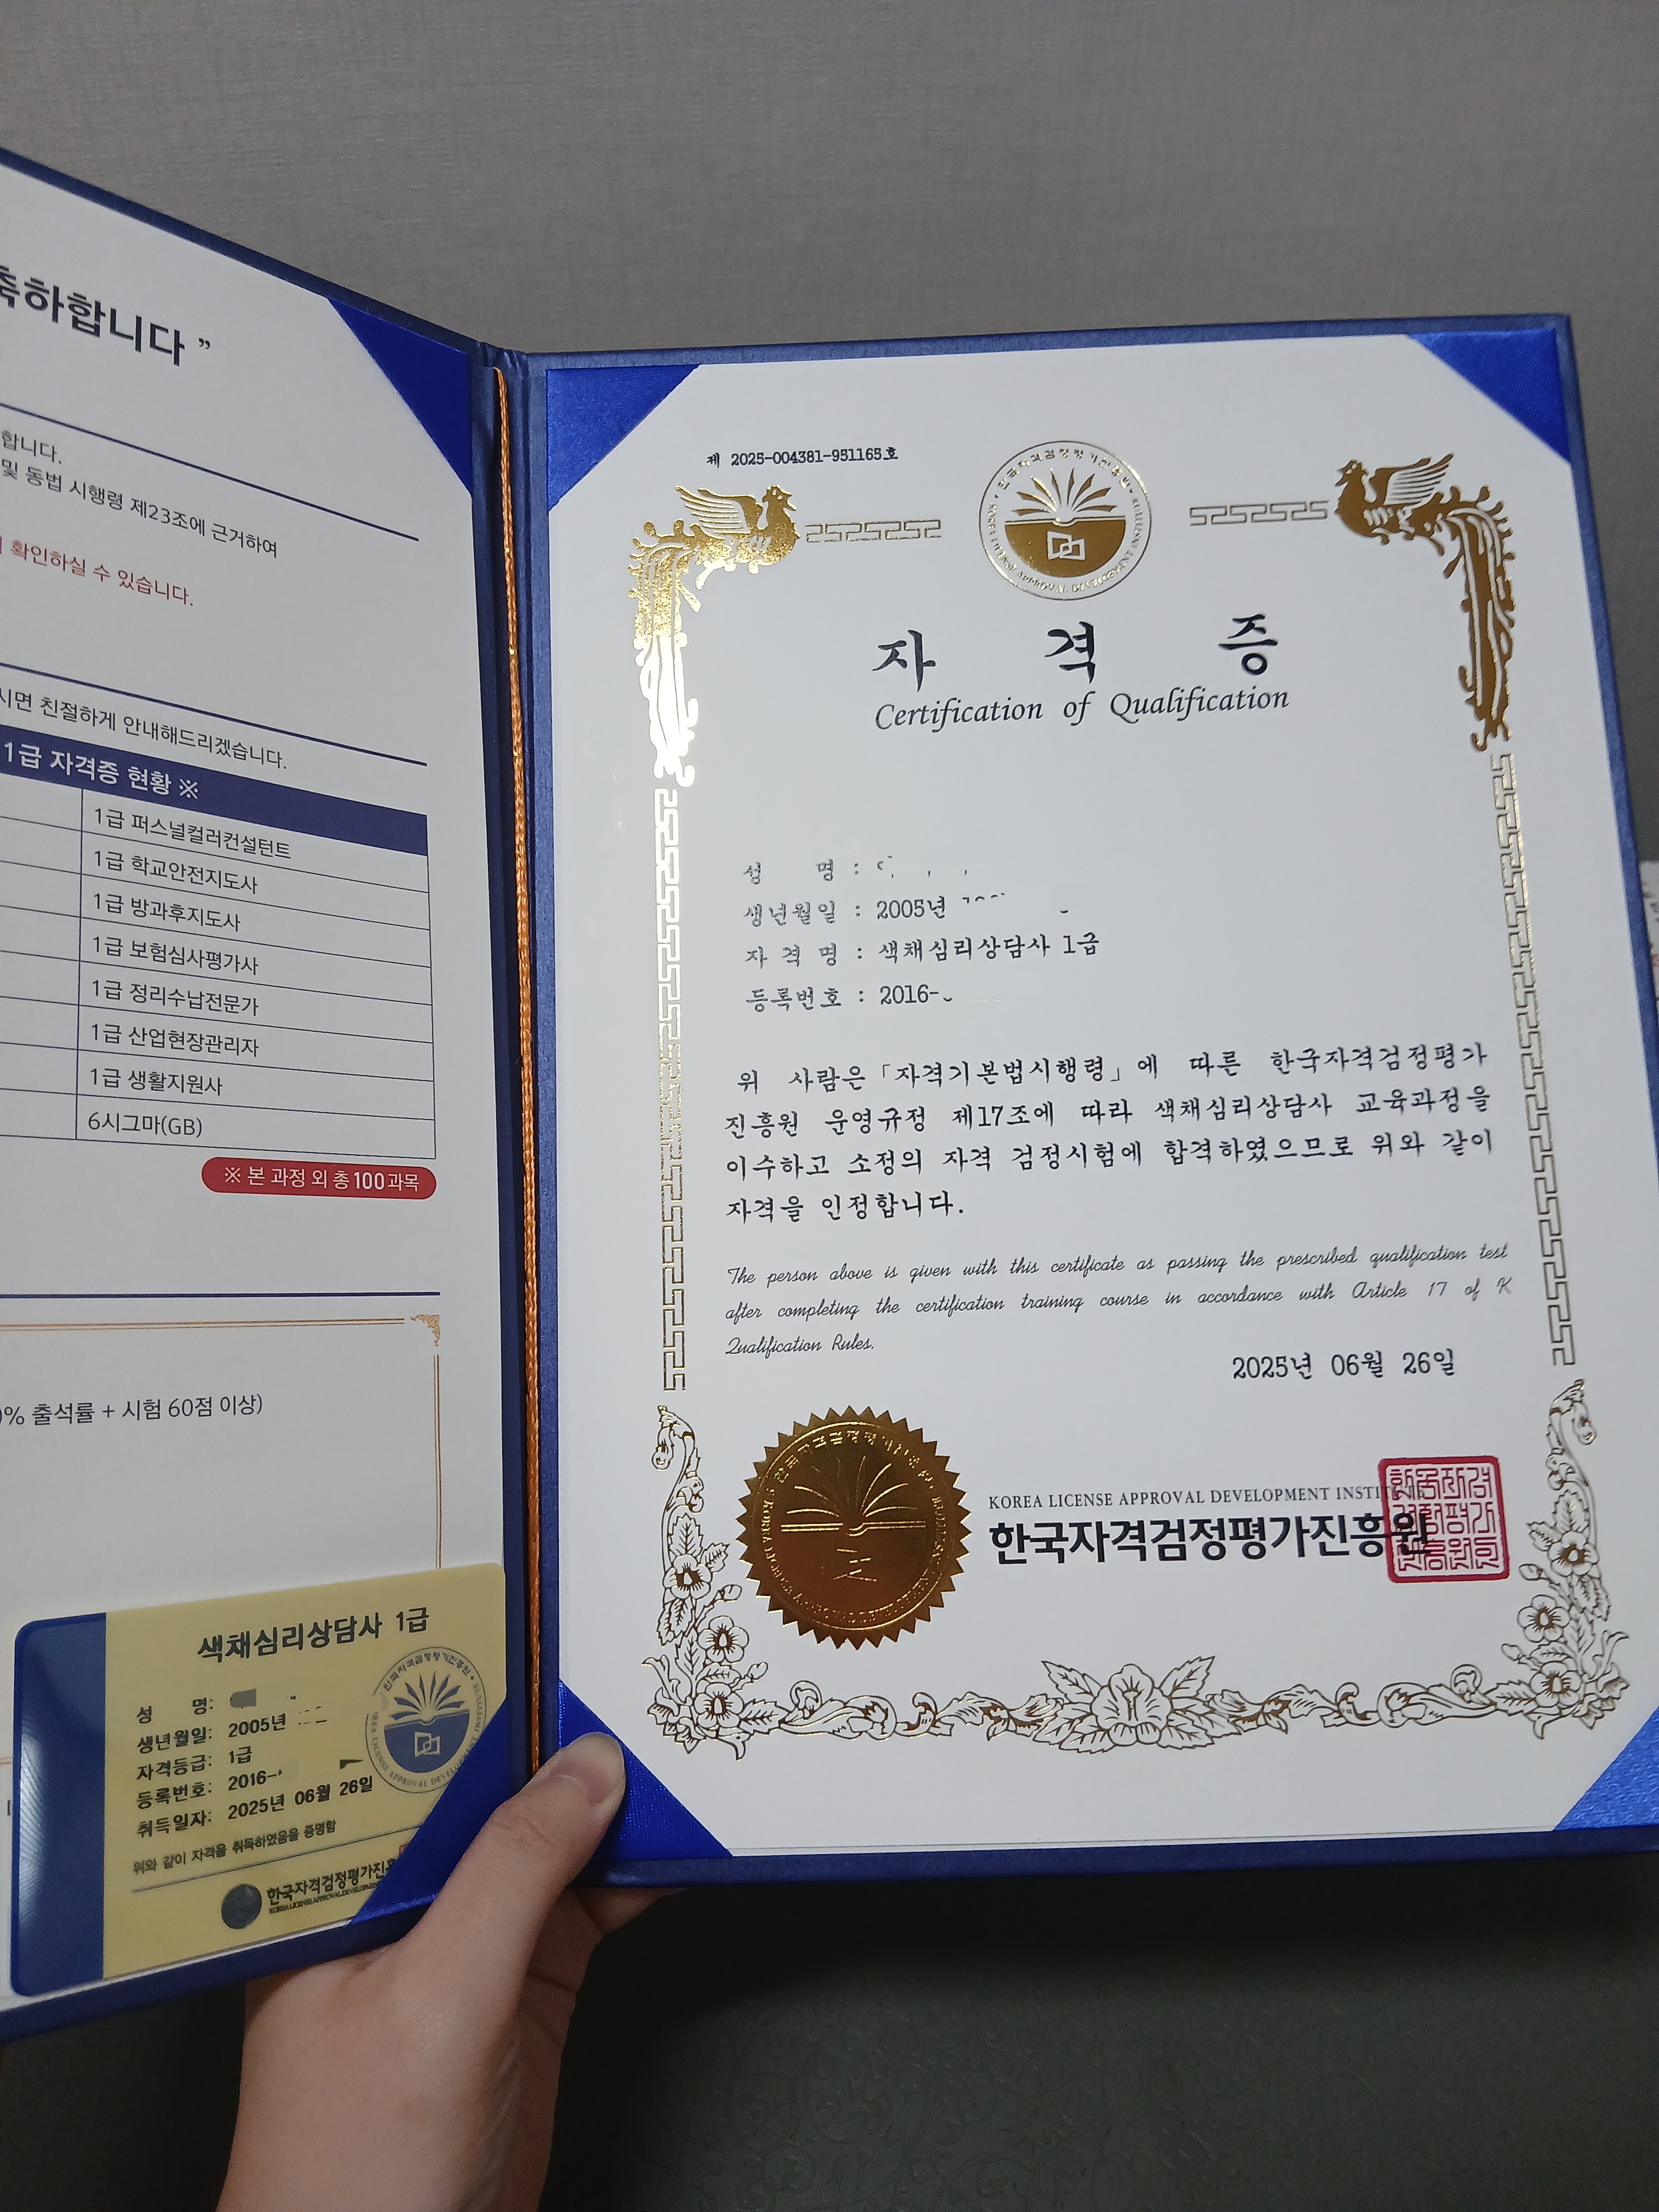 축하합니다 ”
합니다.
및 동법 시행령 제23조에 근거하여
확인하실 수 있습니다.
시면 친절하게 안내해드리겠습니다.
1급 자격증 현황 ※
1급 퍼스널컬러컨설턴트
1급 학교안전지도사
1급 방과후지도사
1급 보험심사평가사
1급 정리수납전문가
1급 산업현장관리자
1급 생활지원사
6시그마(GB)
※ 본 과정 외 총 100과목
% 출석률 + 시험 60점 이상)
색채심리상담사 1급
성 명:
생년월일: 2005년
자격등급: 1급
등록번호: 2016-
취득일자: 2025년 06월 26일
위와 같이 자격을 취득하였음을 증명함
한국자격검정평가진흥
제 2025-004381-951165호
한국자격검정평가진흥원
KOREA LICENSE APPROVAL DEVELOPMENT INSTITUTE
자 격 증
Certification of Qualification
성 명 :
생년월일 : 2005년
자 격 명 : 색채심리상담사 1급
등록번호 : 2016-
위 사람은 「자격기본법시행령」에 따른 한국자격검정평가
진흥원 운영규정 제17조에 따라 색채심리상담사 교육과정을
이수하고 소정의 자격 검정시험에 합격하였으므로 위와 같이
자격을 인정합니다.
The person above is given with this certificate as passing the prescribed qualification test
after completing the certification training course in accordance with Article 17 of K
Qualification Rules.
2025년 06월 26일
KOREA LICENSE APPROVAL DEVELOPMENT INSTITUTE
한국자격검정평가진흥원